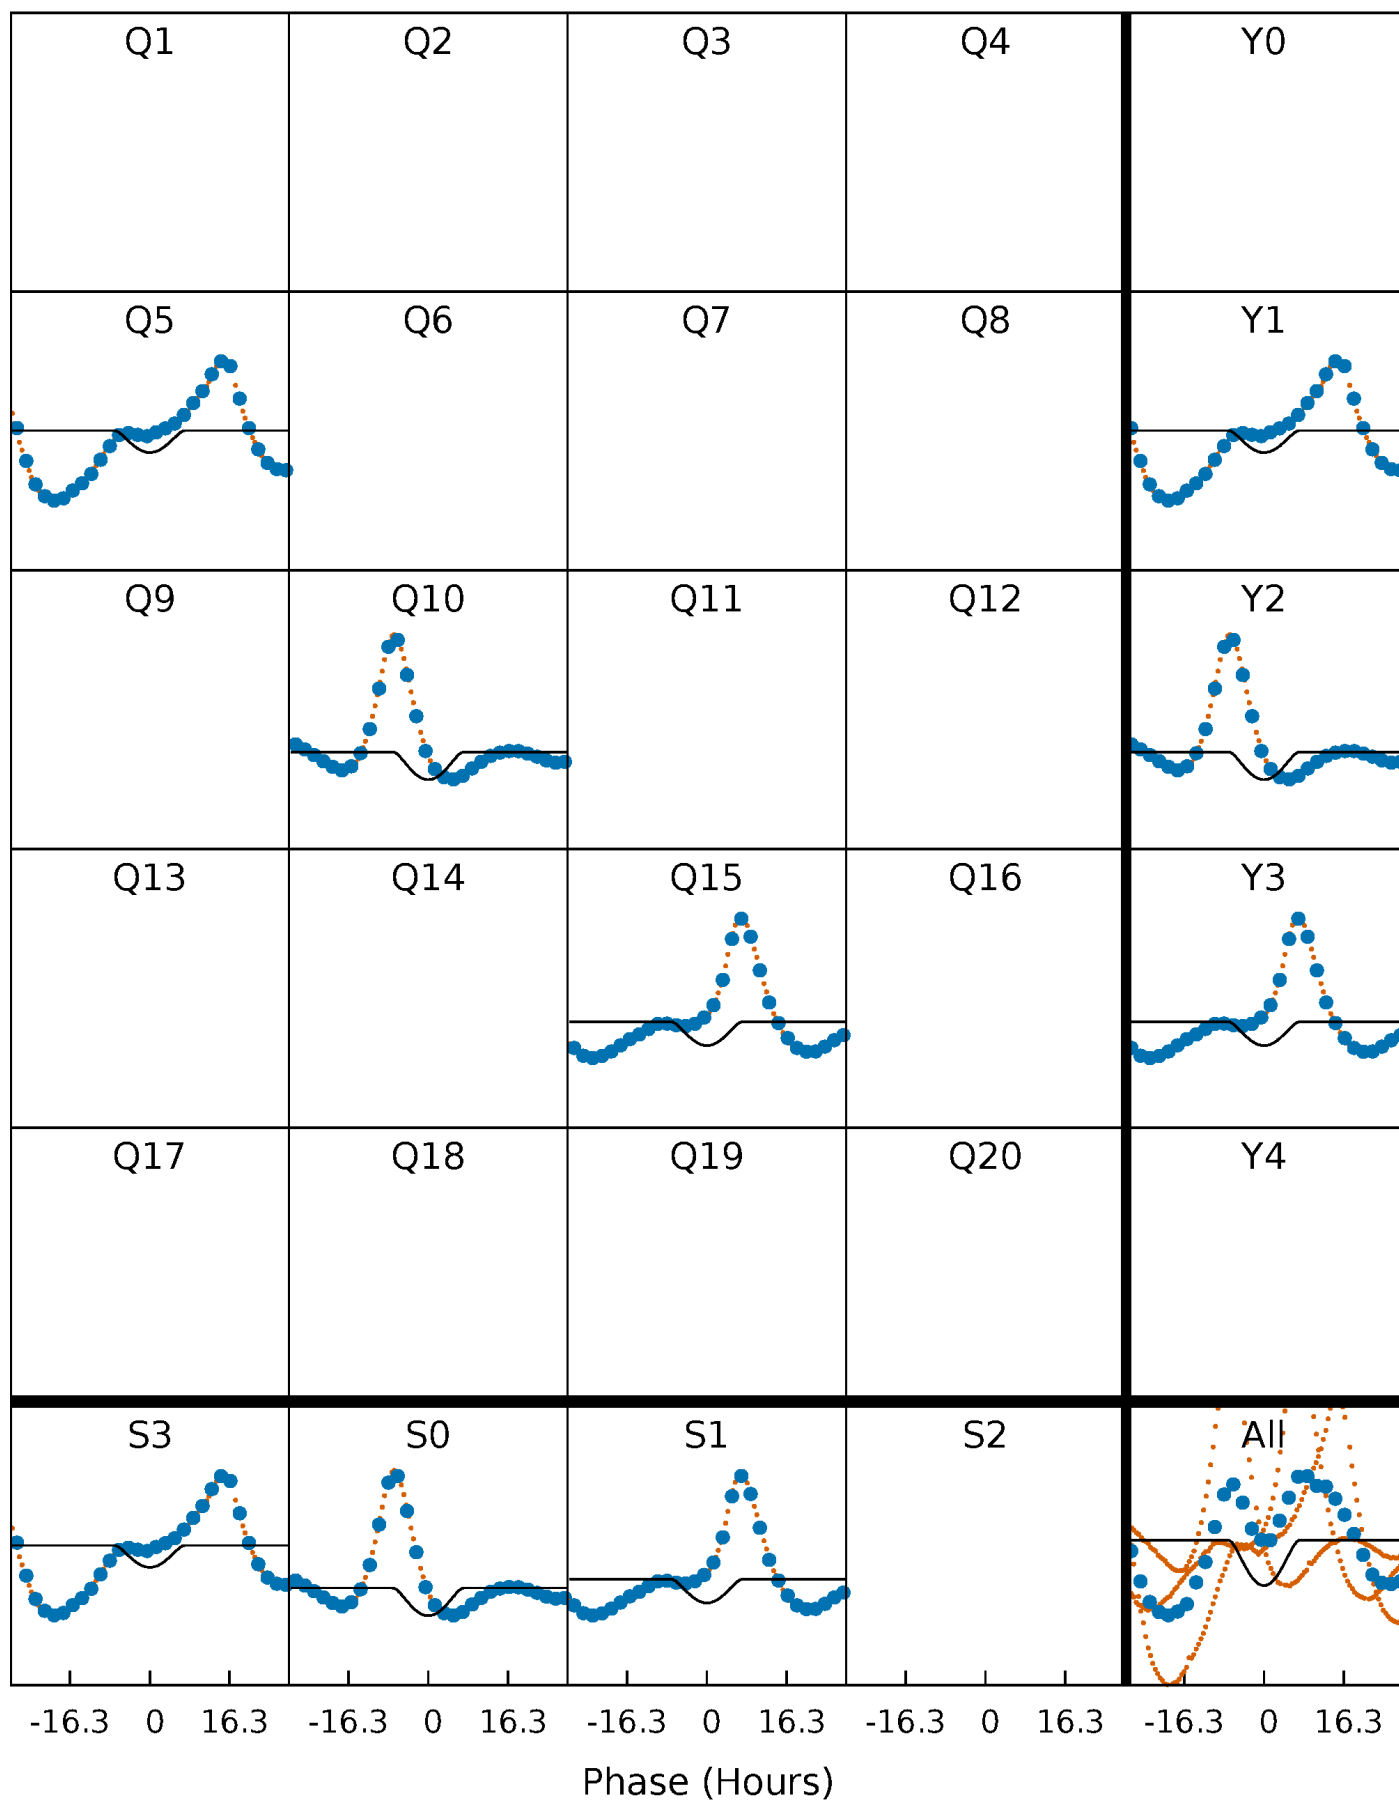 Q1 Q2 Q3 Q4 Y0
Q5 Q6 Q7 Q8 Y1
Q9 Q10 Q11 Q12 Y2
Q13 Q14 Q15 Q16 Y3
Q17 Q18 Q19 Q20 Y4
S3 S0 S1 S2 All
-16.3 0 16.3 -16.3 0 16.3 -16.3 0 16.3 -16.3 0 16.3 -16.3 0 16.3
Phase (Hours)